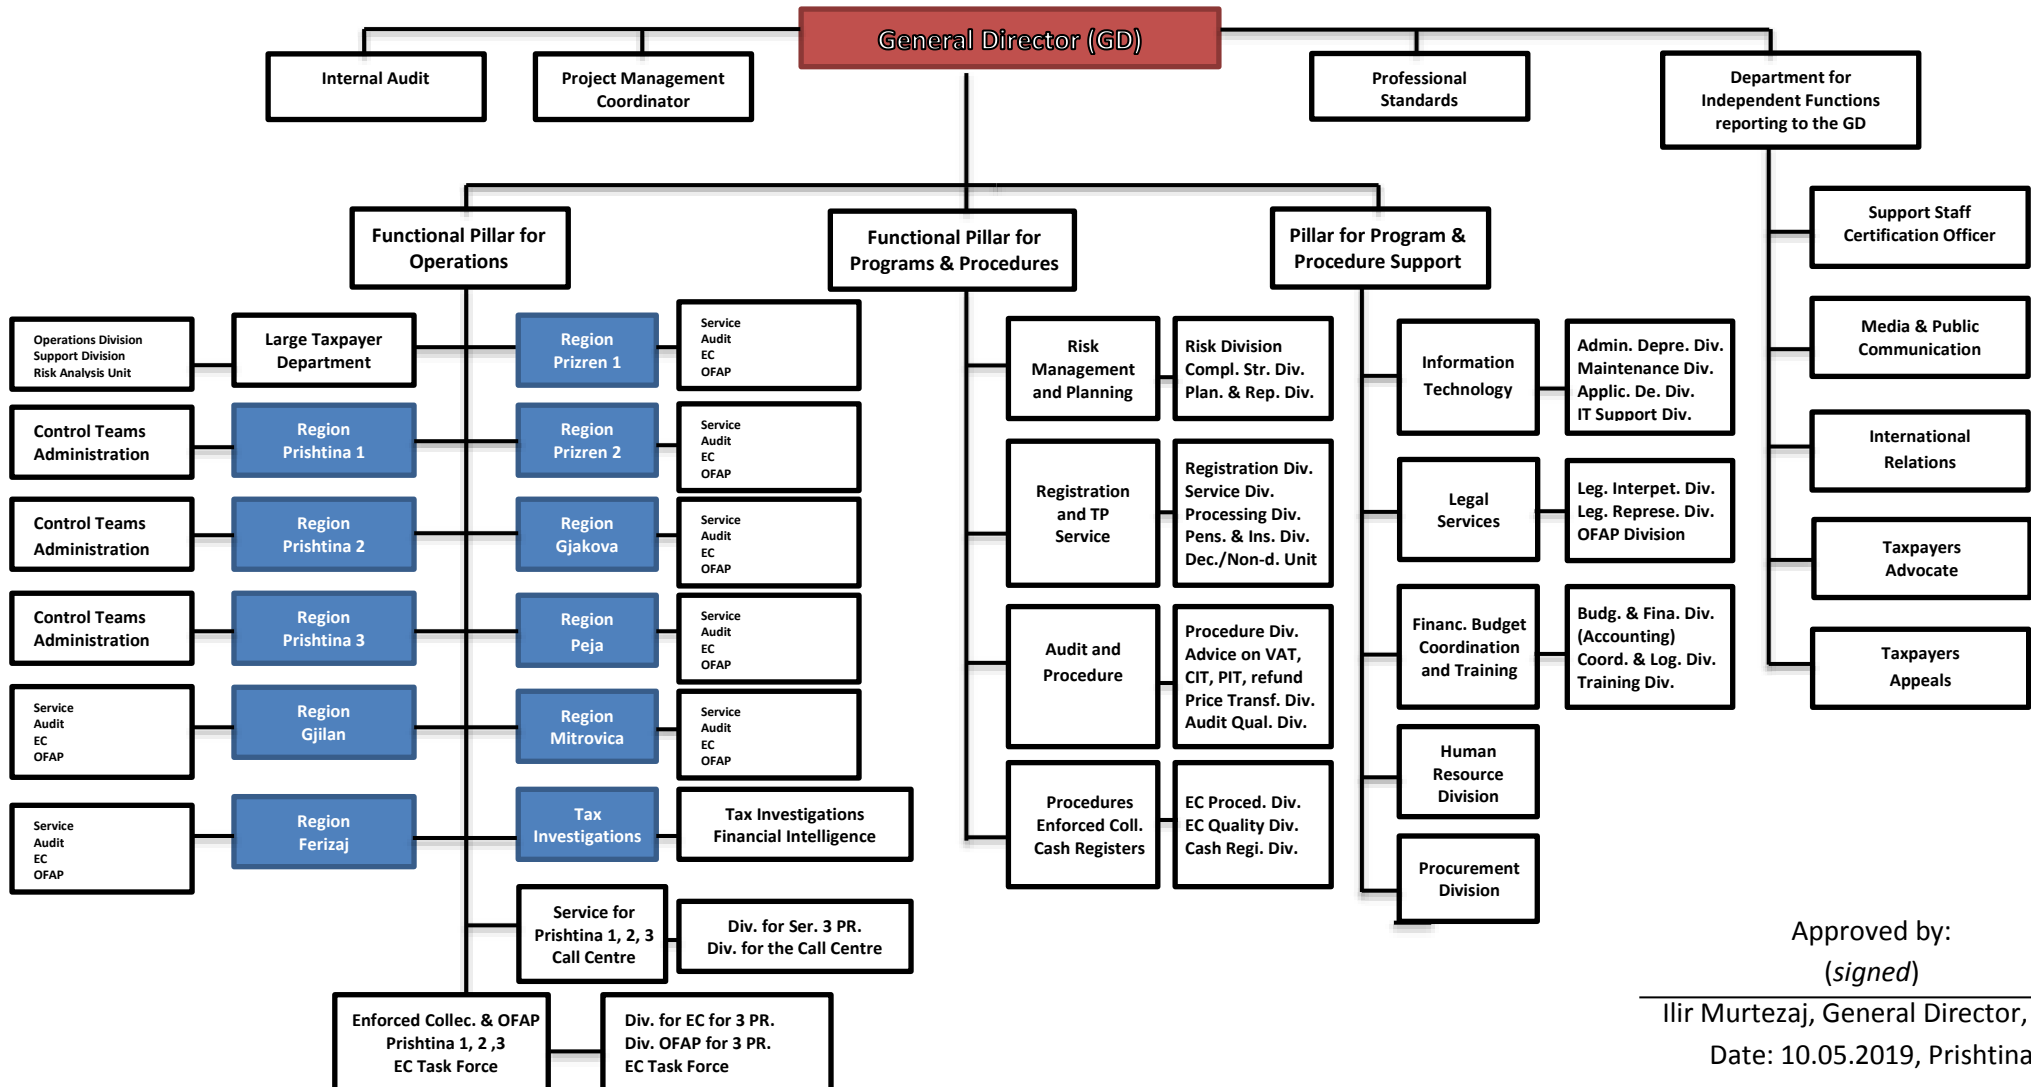 General Director (GD)
Internal Audit
Project Management
Coordinator
Professional
Standards
Department for
Independent Functions
reporting to the GD
Functional Pillar for
Operations
Functional Pillar for
Programs & Procedures
Pillar for Program &
Procedure Support
Support Staff
Certification Officer
Media & Public
Communication
International
Relations
Taxpayers
Advocate
Taxpayers
Appeals
Operations Division
Support Division
Risk Analysis Unit
Large Taxpayer
Department
Region
Prizren 1
Service
Audit
EC
OFAP
Control Teams
Administration
Region
Prishtina 1
Region
Prizren 2
Service
Audit
EC
OFAP
Control Teams
Administration
Region
Prishtina 2
Region
Gjakova
Service
Audit
EC
OFAP
Control Teams
Administration
Region
Prishtina 3
Region
Peja
Service
Audit
EC
OFAP
Service
Audit
EC
OFAP
Region
Gjilan
Region
Mitrovica
Service
Audit
EC
OFAP
Service
Audit
EC
OFAP
Region
Ferizaj
Tax
Investigations
Tax Investigations
Financial Intelligence
Service for
Prishtina 1, 2, 3
Call Centre
Div. for Ser. 3 PR.
Div. for the Call Centre
Enforced Collec. & OFAP
Prishtina 1, 2 ,3
EC Task Force
Div. for EC for 3 PR.
Div. OFAP for 3 PR.
EC Task Force
Risk
Management
and Planning
Risk Division
Compl. Str. Div.
Plan. & Rep. Div.
Registration
and TP
Service
Registration Div.
Service Div.
Processing Div.
Pens. & Ins. Div.
Dec./Non-d. Unit
Audit and
Procedure
Procedure Div.
Advice on VAT,
CIT, PIT, refund
Price Transf. Div.
Audit Qual. Div.
Procedures
Enforced Coll.
Cash Registers
EC Proced. Div.
EC Quality Div.
Cash Regi. Div.
Information
Technology
Admin. Depre. Div.
Maintenance Div.
Applic. De. Div.
IT Support Div.
Legal
Services
Leg. Interpet. Div.
Leg. Represe. Div.
OFAP Division
Financ. Budget
Coordination
and Training
Budg. & Fina. Div.
(Accounting)
Coord. & Log. Div.
Training Div.
Human
Resource
Division
Procurement
Division
Approved by:
(signed)
Ilir Murtezaj, General Director,
Date: 10.05.2019, Prishtina